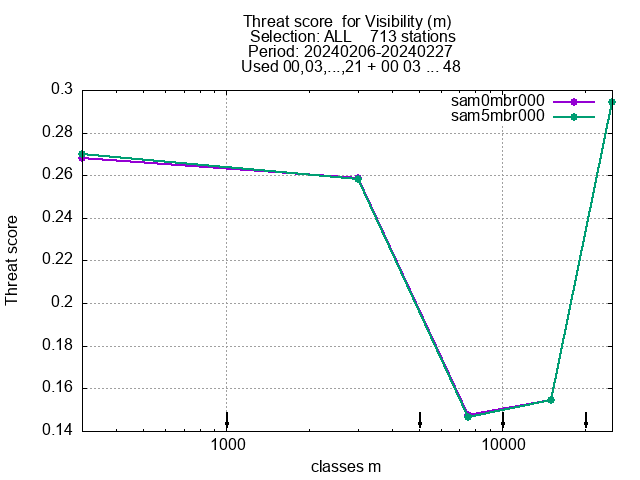 Threat score  for Visibility (m)
Selection: ALL    713 stations
Period: 20240206-20240227
Used 00,03,...,21 + 00 03 ... 48
sam0mbr000
sam5mbr000
0.3
0.28
0.26
0.24
0.22
0.2
0.18
0.16
0.14
Threat score
1000
10000
classes m